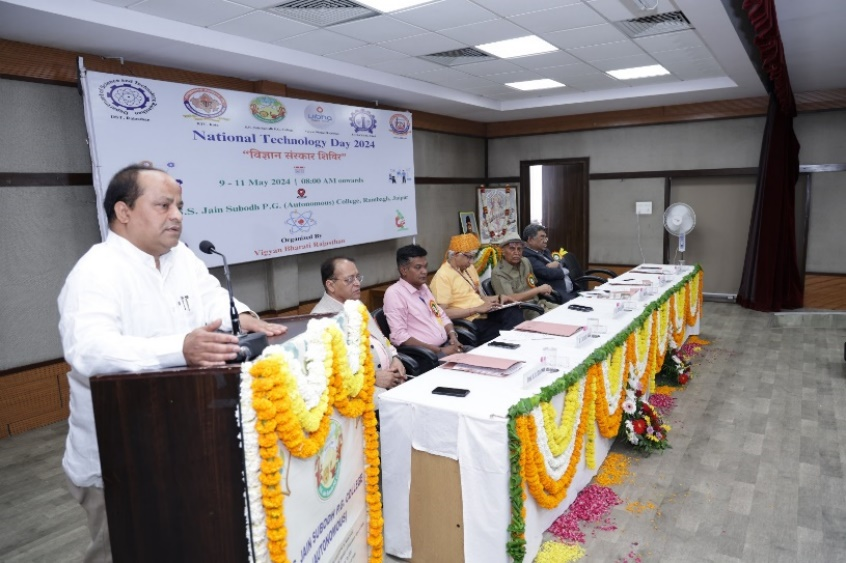 National Technology Day 2024
"विज्ञान संस्कार शिविर"
9 - 11 May 2024 | 08:00 AM onwards
S.S. Jain Subodh P.G. (Autonomous) College, Rambagh, Jaipur
Organized By
Vigyan Bharati Rajasthan
JAIN SUBODH P.G. COLLEGE
(AUTONOMOUS)